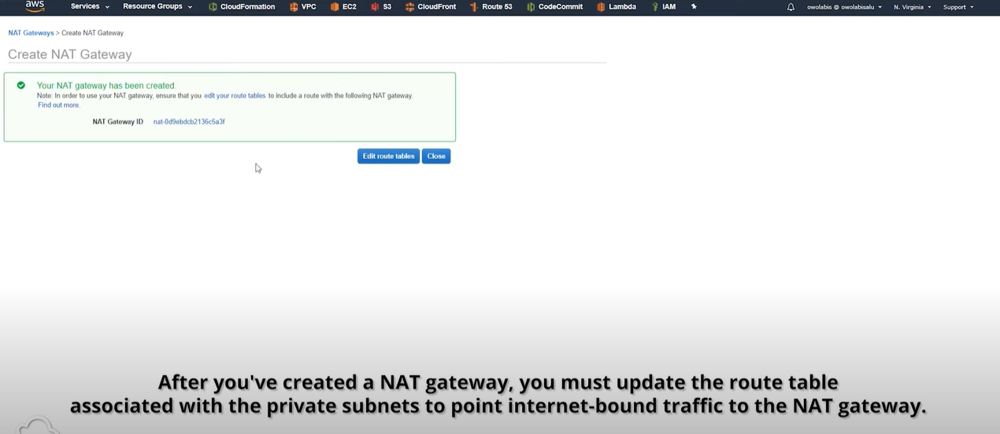 aws Services Resource Groups CloudFormation VPC EC2 S3 CloudFront Route 53 CodeCommit Lambda IAM owolabis @ owolabisalu N. Virginia Support
NAT Gateways > Create NAT Gateway
Create NAT Gateway
Your NAT gateway has been created.
Note: In order to use your NAT gateway, ensure that you edit your route tables to include a route with the following NAT gateway.
Find out more.
NAT Gateway ID nat-0d9ebdcb2136c5a3f
Edit route tables Close
After you've created a NAT gateway, you must update the route table
associated with the private subnets to point internet-bound traffic to the NAT gateway.